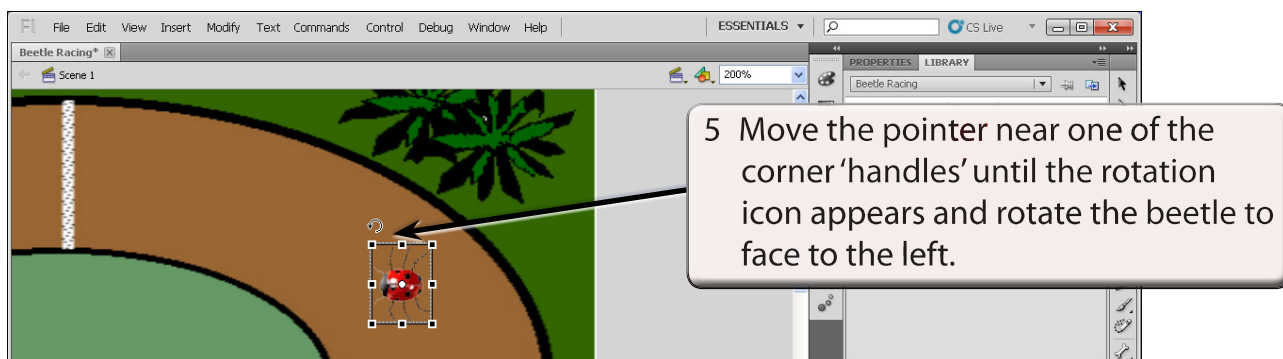 Fl File Edit View Insert Modify Text Commands Control Debug Window Help ESSENTIALS CS Live
Beetle Racing*
PROPERTIES LIBRARY
Scene 1 200%
Beetle Racing
5 Move the pointer near one of the
corner 'handles' until the rotation
icon appears and rotate the beetle to
face to the left.